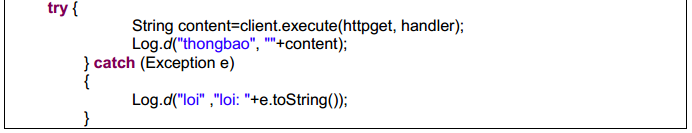 try {
String content=client.execute(httpget, handler);
Log.d("thongbao", ""+content);
} catch (Exception e)
{
Log.d("loi" ,"loi: "+e.toString());
}